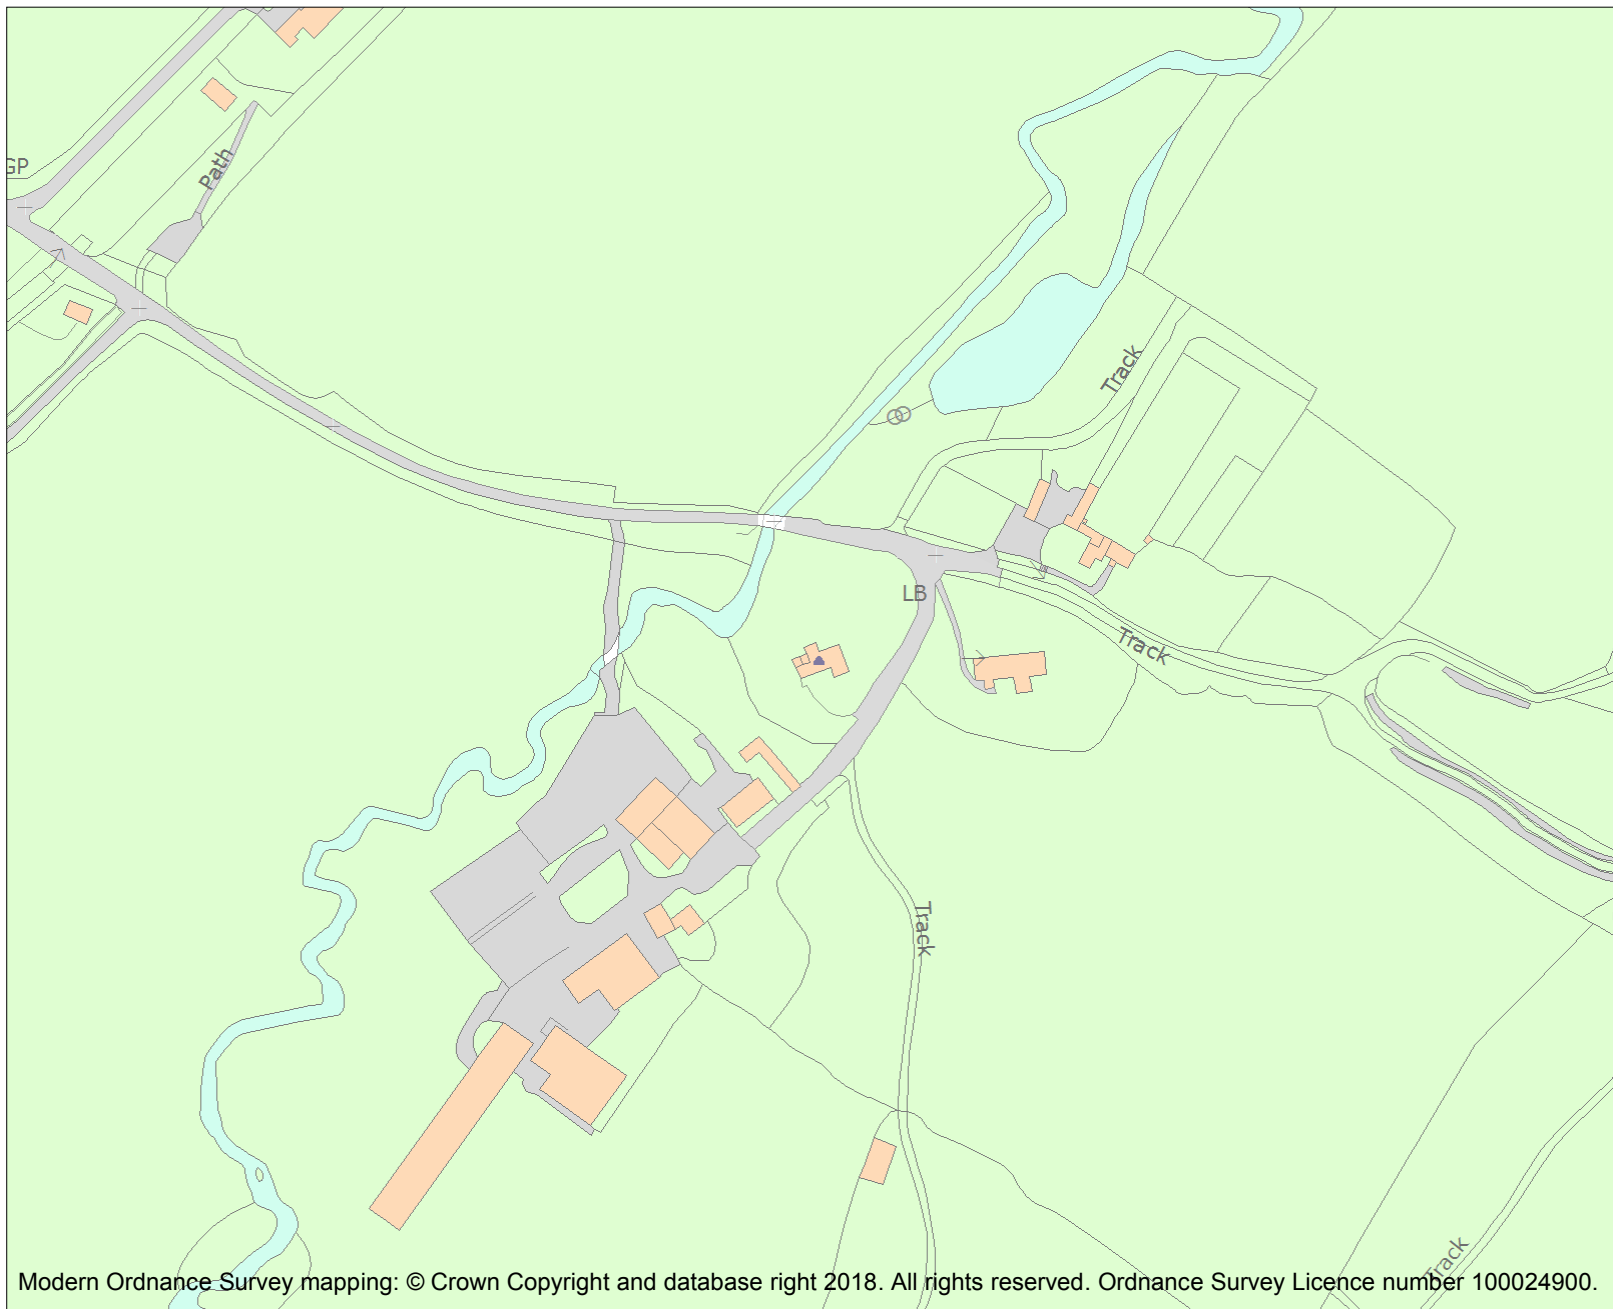 GP
Path
Track
LB
Track
Track
Track
Modern Ordnance Survey mapping: © Crown Copyright and database right 2018. All rights reserved. Ordnance Survey Licence number 100024900.